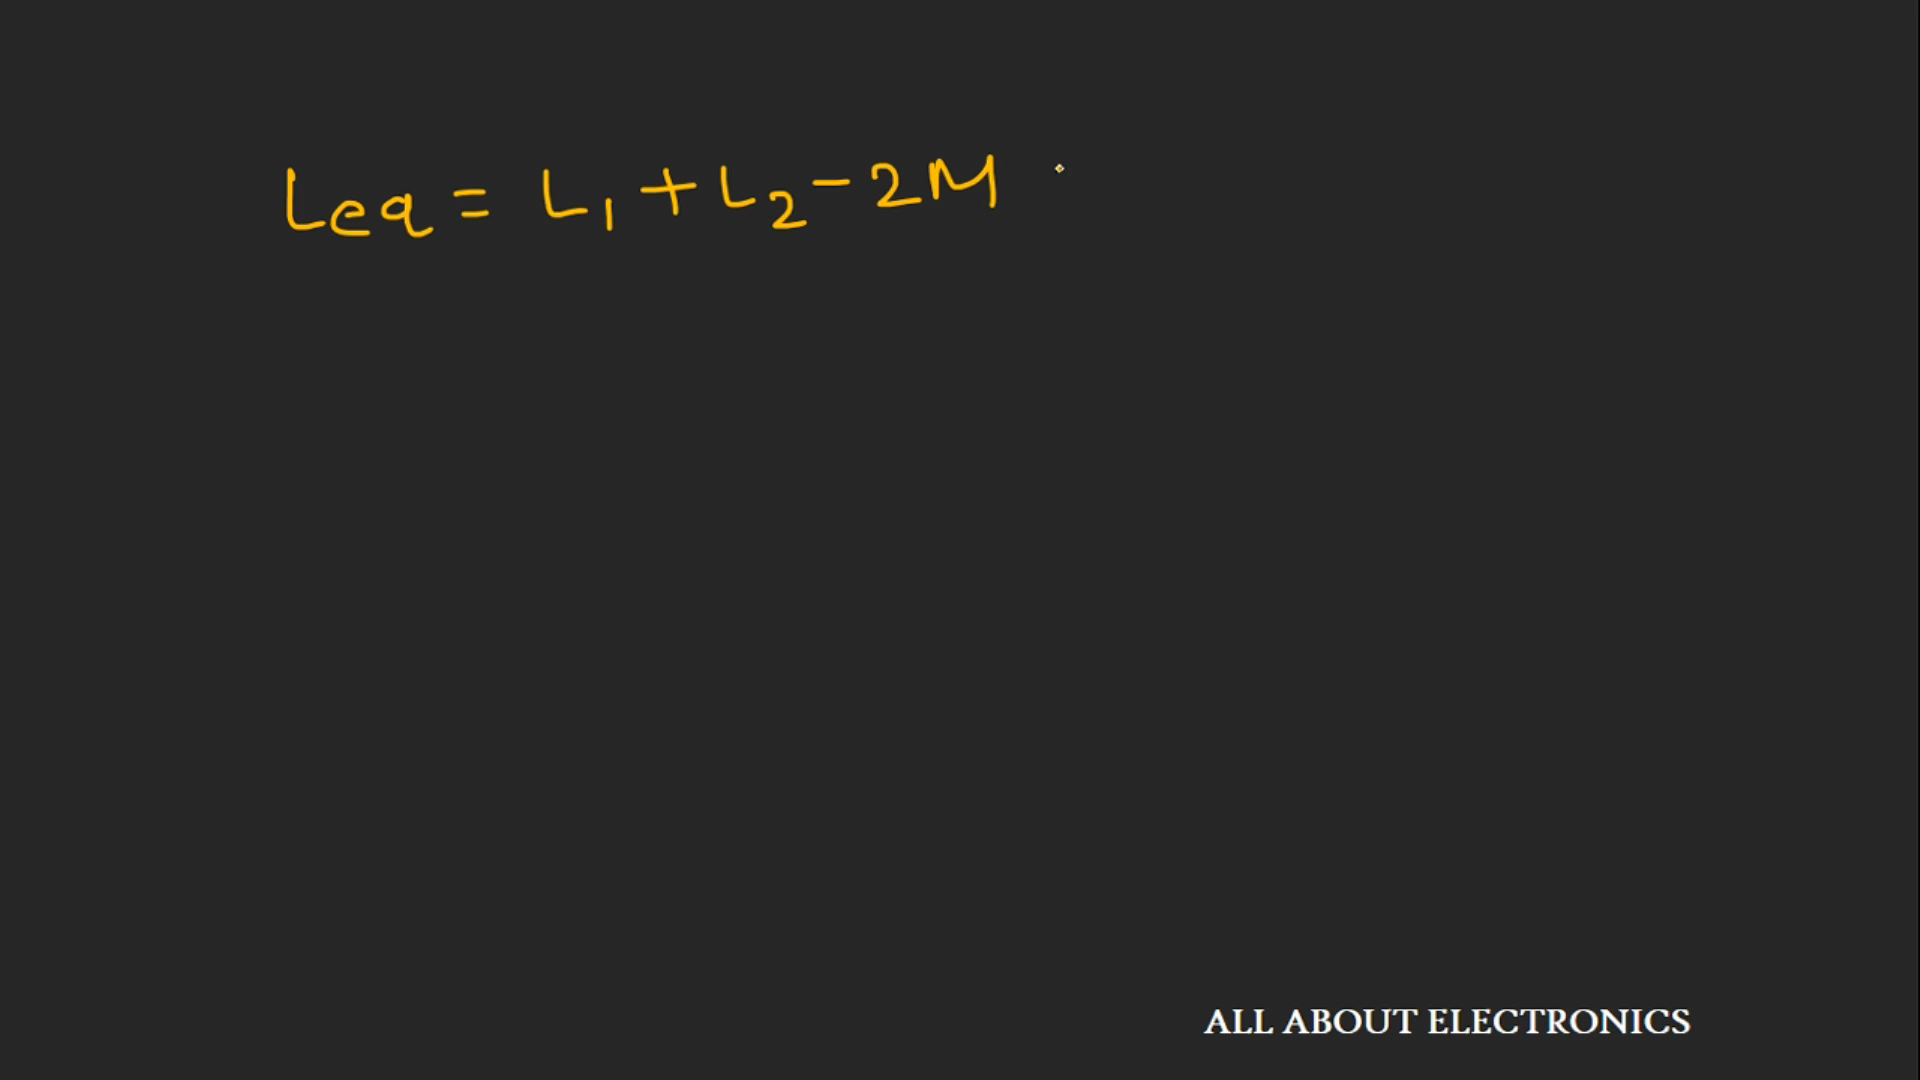 Leq = L₁ + L₂ - 2M
ALL ABOUT ELECTRONICS